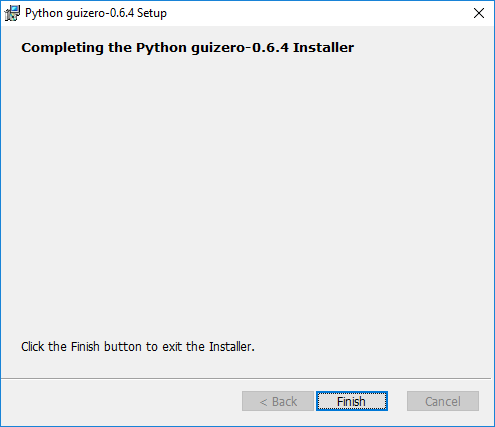 Python guizero-0.6.4 Setup
Completing the Python guizero-0.6.4 Installer
Click the Finish button to exit the Installer.
< Back Finish Cancel